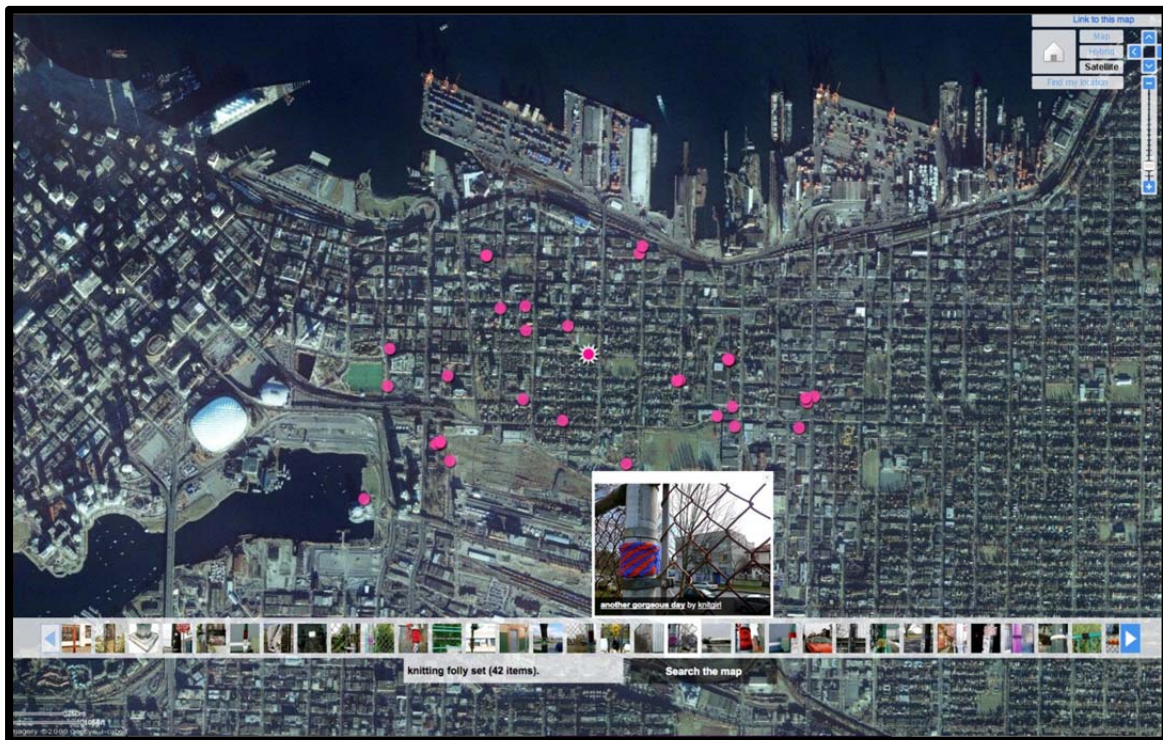 Link to this map
Map
Hybrid
Satellite
Find my location
another gorgeous day by knitgirl
knitting folly set (42 items).
Search the map